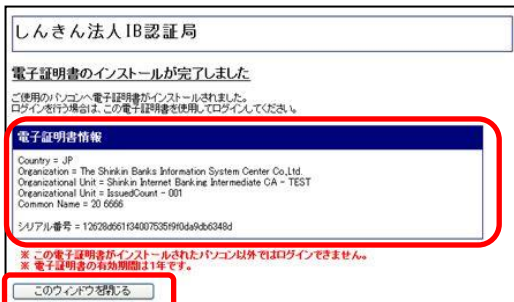 しんきん法人IB認証局
電子証明書のインストールが完了しました
ご使用のパソコンへ電子証明書がインストールされました。
ログインを行う場合は、この電子証明書を使用してログインしてください。
電子証明書情報
Country = JP
Organization = The Shinkin Banks Information System Center Co.,Ltd.
Organizational Unit = Shinkin Internet Banking Intermediate CA - TEST
Organizational Unit = IssuedCount - 001
Common Name = 20 6666
シリアル番号 = 12628d661f34007535f9f0da9db6348d
※ この電子証明書がインストールされたパソコン以外ではログインできません。
※ 電子証明書の有効期間は1年です。
このウィンドウを閉じる